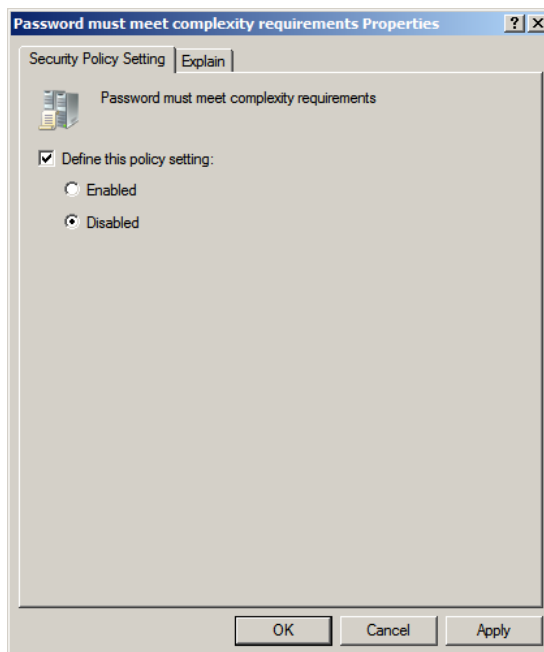 Password must meet complexity requirements Properties
Security Policy Setting
Explain
Password must meet complexity requirements
Define this policy setting:
Enabled
Disabled
OK
Cancel
Apply